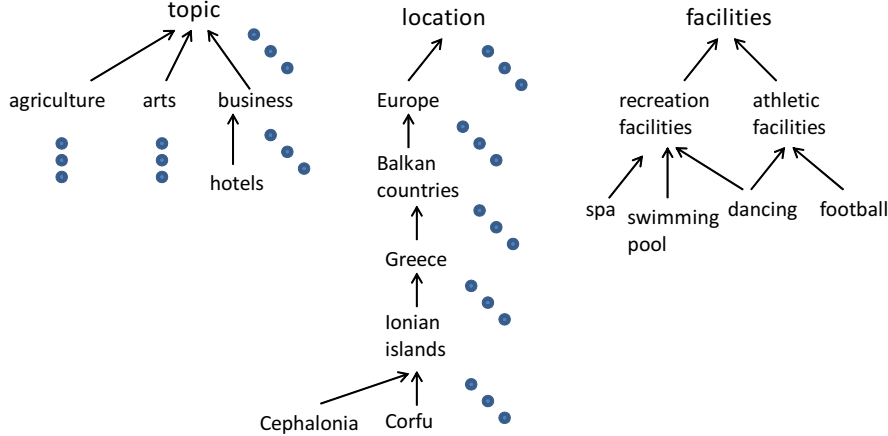 topic
agriculture
arts
business
hotels
location
Europe
Balkan
countries
Greece
Ionian
islands
Cephalonia
Corfu
facilities
recreation
facilities
athletic
facilities
spa
swimming
pool
dancing
football